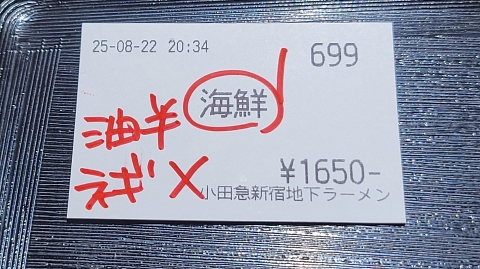 25-08-22 20:34
699
海鮮
油半
ネギ×
¥1650-
小田急新宿地下ラーメン